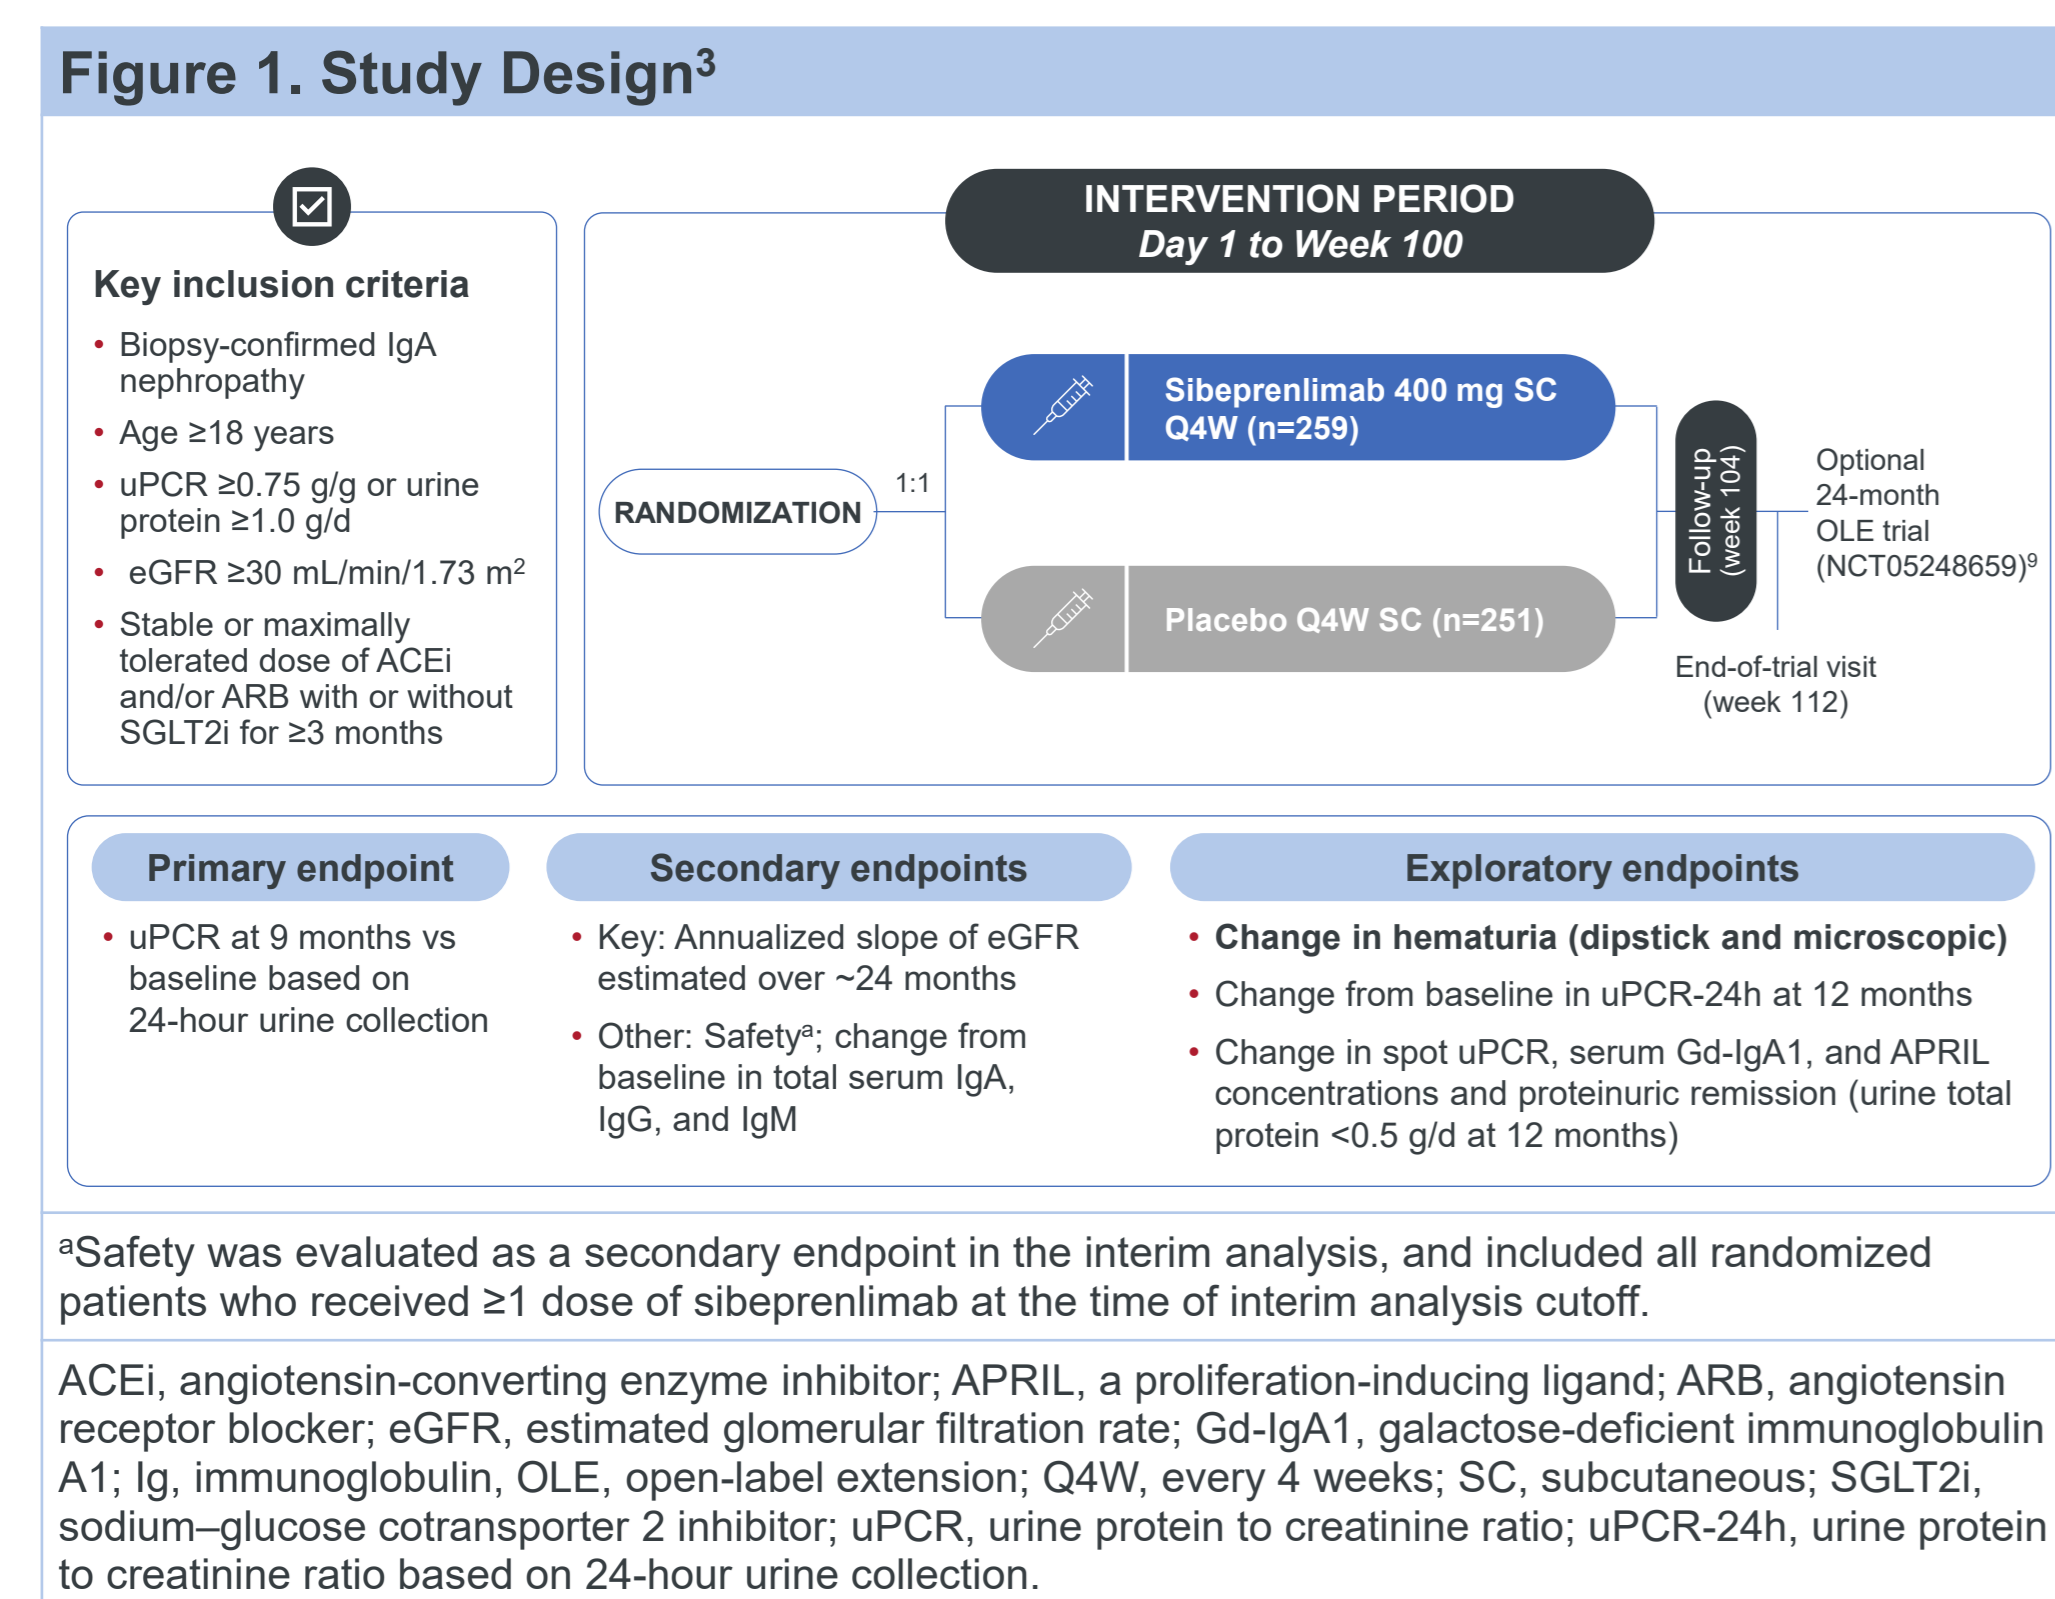 Figure 1. Study Design³
Key inclusion criteria
• Biopsy-confirmed IgA
nephropathy
• Age ≥18 years
• uPCR ≥0.75 g/g or urine
protein ≥1.0 g/d
• eGFR ≥30 mL/min/1.73 m²
• Stable or maximally
tolerated dose of ACEi
and/or ARB with or without
SGLT2i for ≥3 months
INTERVENTION PERIOD
Day 1 to Week 100
RANDOMIZATION
1:1
Sibeprenlimab 400 mg SC
Q4W (n=259)
Placebo Q4W SC (n=251)
Follow-up
(week 104)
Optional
24-month
OLE trial
(NCT05248659)⁹
End-of-trial visit
(week 112)
Primary endpoint
• uPCR at 9 months vs
baseline based on
24-hour urine collection
Secondary endpoints
• Key: Annualized slope of eGFR
estimated over ~24 months
• Other: Safetyᵃ; change from
baseline in total serum IgA,
IgG, and IgM
Exploratory endpoints
• Change in hematuria (dipstick and microscopic)
• Change from baseline in uPCR-24h at 12 months
• Change in spot uPCR, serum Gd-IgA1, and APRIL
concentrations and proteinuric remission (urine total
protein <0.5 g/d at 12 months)
ᵃSafety was evaluated as a secondary endpoint in the interim analysis, and included all randomized
patients who received ≥1 dose of sibeprenlimab at the time of interim analysis cutoff.
ACEi, angiotensin-converting enzyme inhibitor; APRIL, a proliferation-inducing ligand; ARB, angiotensin
receptor blocker; eGFR, estimated glomerular filtration rate; Gd-IgA1, galactose-deficient immunoglobulin
A1; Ig, immunoglobulin, OLE, open-label extension; Q4W, every 4 weeks; SC, subcutaneous; SGLT2i,
sodium–glucose cotransporter 2 inhibitor; uPCR, urine protein to creatinine ratio; uPCR-24h, urine protein
to creatinine ratio based on 24-hour urine collection.